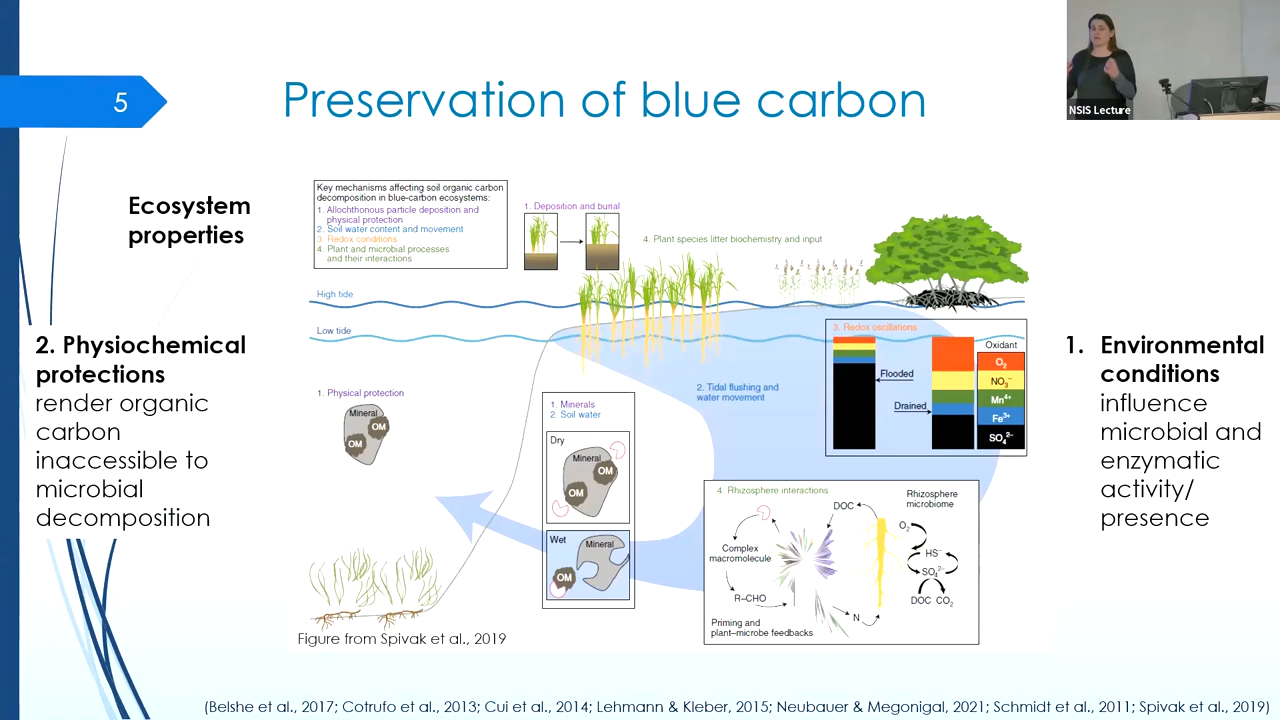 NSIS Lecture
5
Preservation of blue carbon
Ecosystem
properties
2. Physiochemical
protections
render organic
carbon
inaccessible to
microbial
decomposition
Key mechanisms affecting soil organic carbon
decomposition in blue-carbon ecosystems:
1. Allochthonous particle deposition and
physical protection
2. Soil water content and movement
3. Redox conditions
4. Plant and microbial processes
and their interactions
1. Deposition and burial
4. Plant species litter biochemistry and input
High tide
Low tide
1. Physical protection
Mineral
OM
OM
1. Minerals
2. Soil water
Dry
Mineral
OM
OM
Wet
Mineral
OM
2. Tidal flushing and
water movement
3. Redox oscillations
Oxidant
Flooded
Drained
O₂
NO₃⁻
Mn⁴⁺
Fe³⁺
SO₄²⁻
4. Rhizosphere interactions
Rhizosphere
microbiome
DOC
O₂
Complex
macromolecule
HS⁻
SO₄²⁻
R–CHO
DOC CO₂
N
Priming and
plant–microbe feedbacks
Figure from Spivak et al., 2019
1. Environmental
conditions
influence
microbial and
enzymatic
activity/
presence
(Belshe et al., 2017; Cotrufo et al., 2013; Cui et al., 2014; Lehmann & Kleber, 2015; Neubauer & Megonigal, 2021; Schmidt et al., 2011; Spivak et al., 2019)